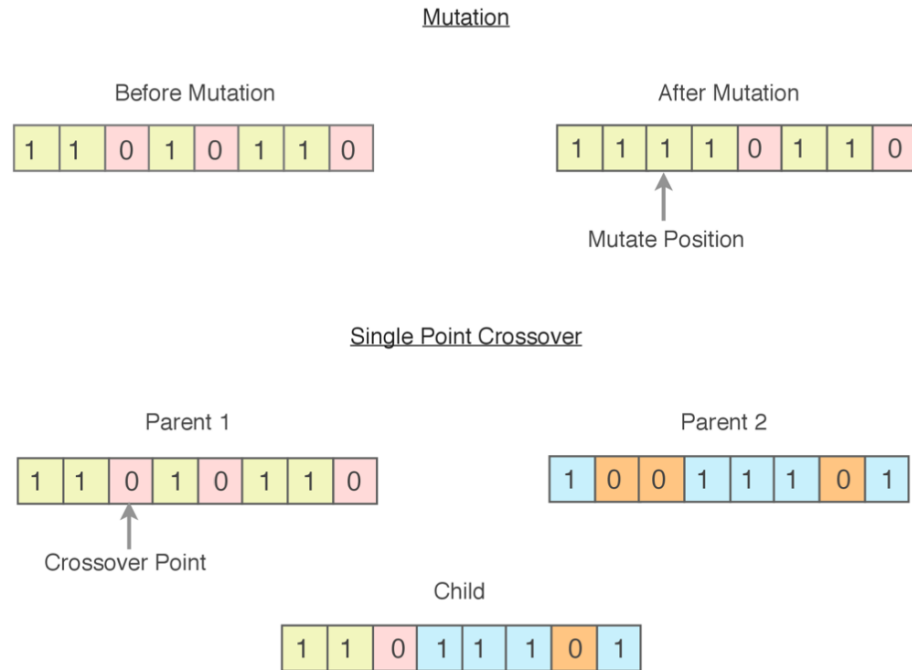 Mutation
Before Mutation
After Mutation
1 1 0 1 0 1 1 0
1 1 1 1 0 1 1 0
Mutate Position
Single Point Crossover
Parent 1
Parent 2
1 1 0 1 0 1 1 0
1 0 0 1 1 1 0 1
Crossover Point
Child
1 1 0 1 1 1 0 1